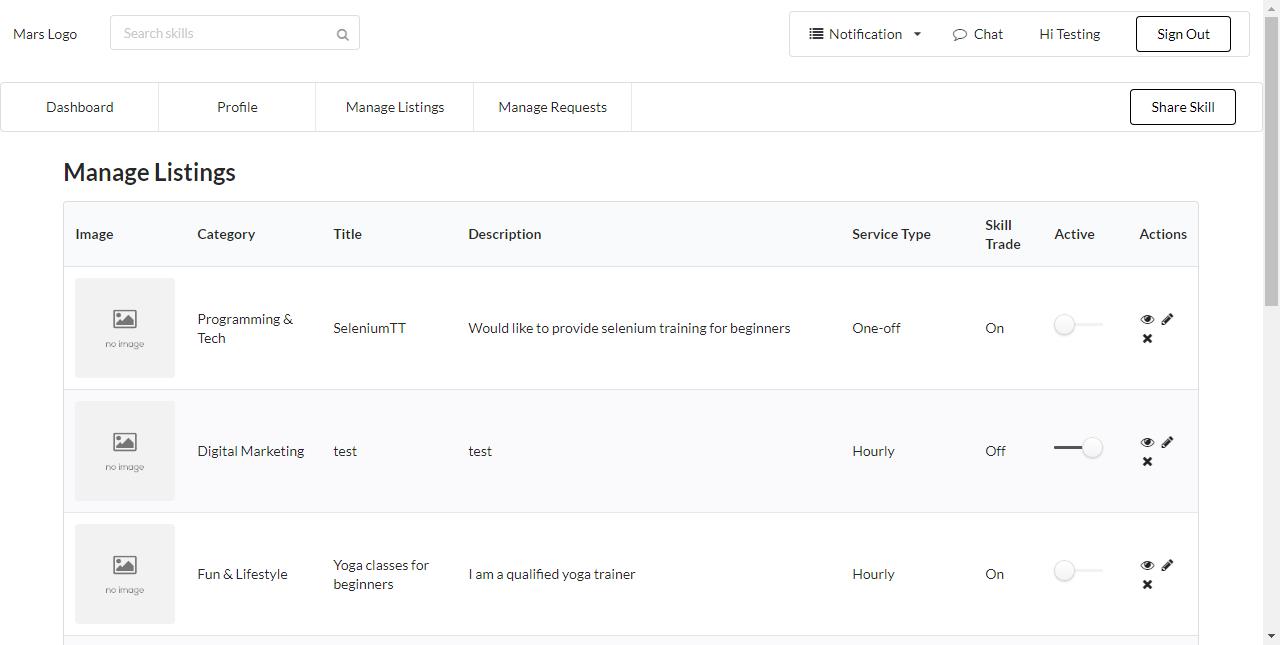 Mars Logo
Search skills
Notification
Chat
Hi Testing
Sign Out
Dashboard
Profile
Manage Listings
Manage Requests
Share Skill
Manage Listings
Image
Category
Title
Description
Service Type
Skill
Trade
Active
Actions
no image
Programming &
Tech
SeleniumTT
Would like to provide selenium training for beginners
One-off
On
no image
Digital Marketing
test
test
Hourly
Off
no image
Fun & Lifestyle
Yoga classes for
beginners
I am a qualified yoga trainer
Hourly
On